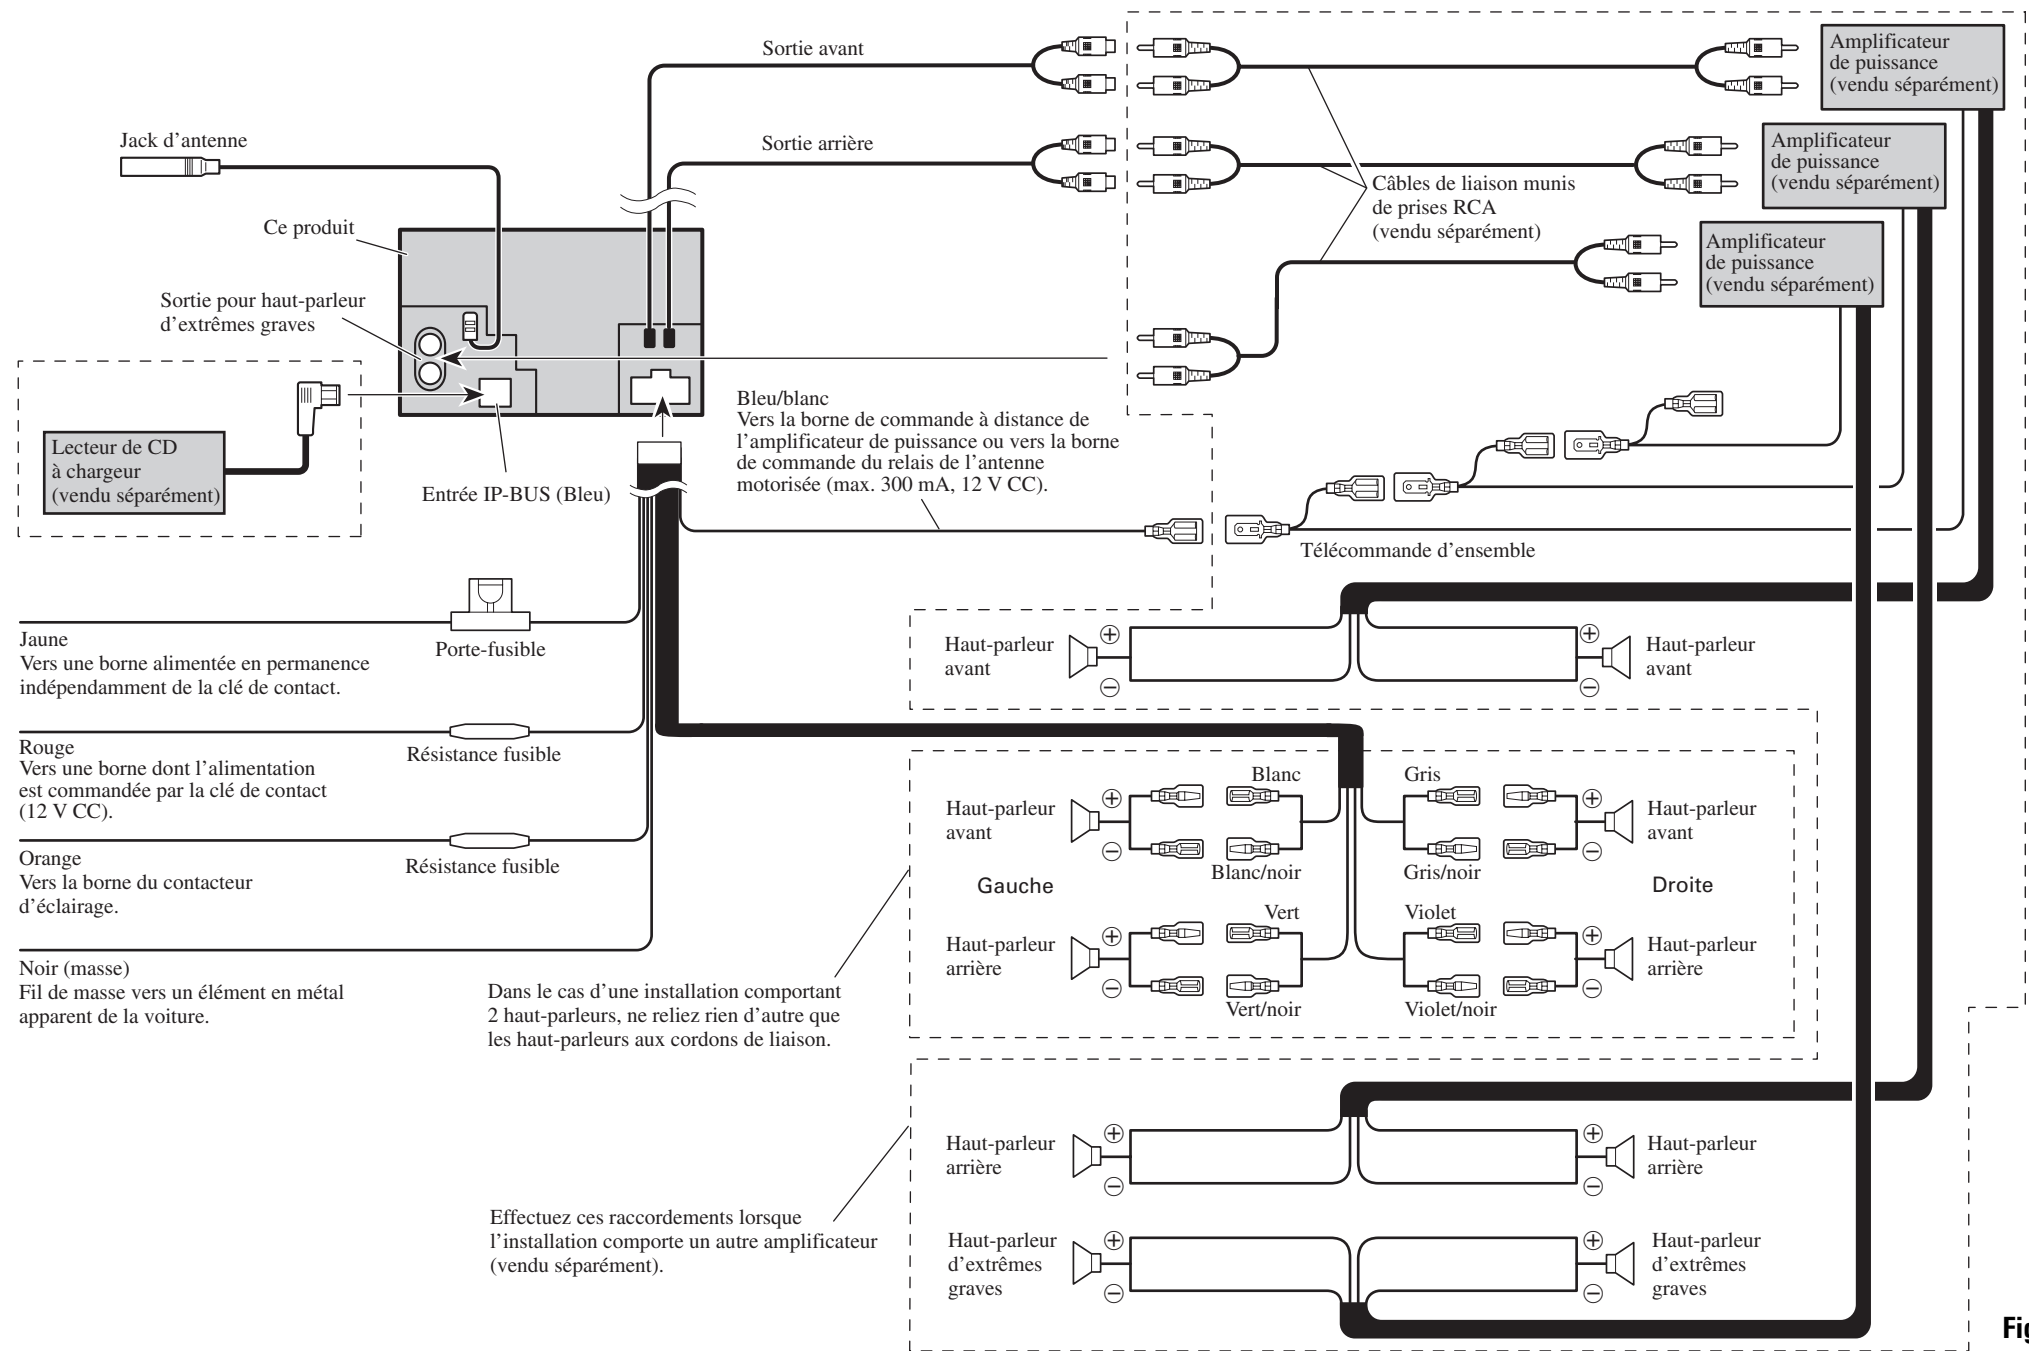 Sortie avant
Amplificateur
de puissance
(vendu séparément)
Jack d'antenne
Sortie arrière
Amplificateur
de puissance
(vendu séparément)
Câbles de liaison munis
de prises RCA
(vendu séparément)
Ce produit
Amplificateur
de puissance
(vendu séparément)
Sortie pour haut-parleur
d'extrêmes graves
Bleu/blanc
Vers la borne de commande à distance de
l'amplificateur de puissance ou vers la borne
de commande du relais de l'antenne
motorisée (max. 300 mA, 12 V CC).
Lecteur de CD
à chargeur
(vendu séparément)
Entrée IP-BUS (Bleu)
Télécommande d'ensemble
Jaune
Vers une borne alimentée en permanence
indépendamment de la clé de contact.
Porte-fusible
Haut-parleur
avant
Haut-parleur
avant
Rouge
Vers une borne dont l'alimentation
est commandée par la clé de contact
(12 V CC).
Résistance fusible
Blanc
Gris
Haut-parleur
avant
Haut-parleur
avant
Orange
Vers la borne du contacteur
d'éclairage.
Résistance fusible
Blanc/noir
Gris/noir
Gauche
Droite
Vert
Violet
Haut-parleur
arrière
Haut-parleur
arrière
Noir (masse)
Fil de masse vers un élément en métal
apparent de la voiture.
Vert/noir
Violet/noir
Dans le cas d'une installation comportant
2 haut-parleurs, ne reliez rien d'autre que
les haut-parleurs aux cordons de liaison.
Haut-parleur
arrière
Haut-parleur
arrière
Effectuez ces raccordements lorsque
l'installation comporte un autre amplificateur
(vendu séparément).
Haut-parleur
d'extrêmes
graves
Haut-parleur
d'extrêmes
graves
Fig